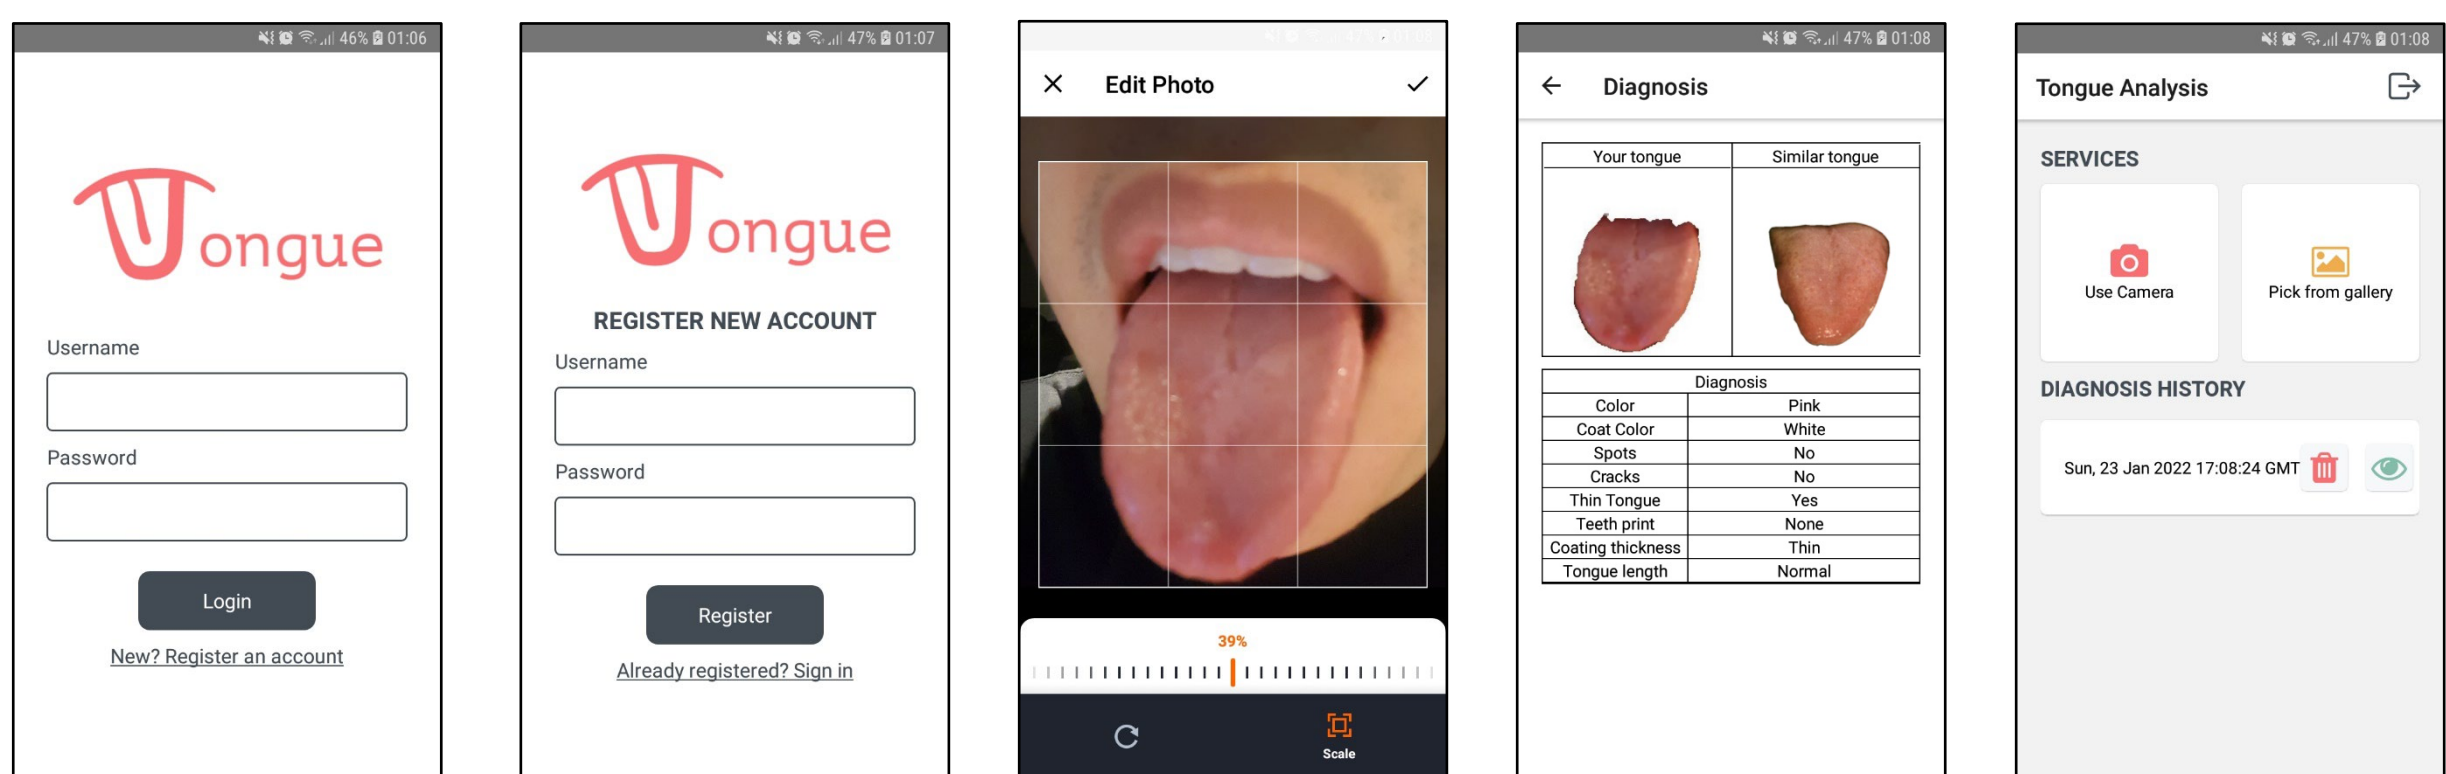 46% 01:06
Tongue
Username
Password
Login
New? Register an account
47% 01:07
Tongue
REGISTER NEW ACCOUNT
Username
Password
Register
Already registered? Sign in
Edit Photo
39%
Scale
47% 01:08
Diagnosis
Your tongue Similar tongue
Diagnosis
Color Pink
Coat Color White
Spots No
Cracks No
Thin Tongue Yes
Teeth print None
Coating thickness Thin
Tongue length Normal
47% 01:08
Tongue Analysis
SERVICES
Use Camera Pick from gallery
DIAGNOSIS HISTORY
Sun, 23 Jan 2022 17:08:24 GMT